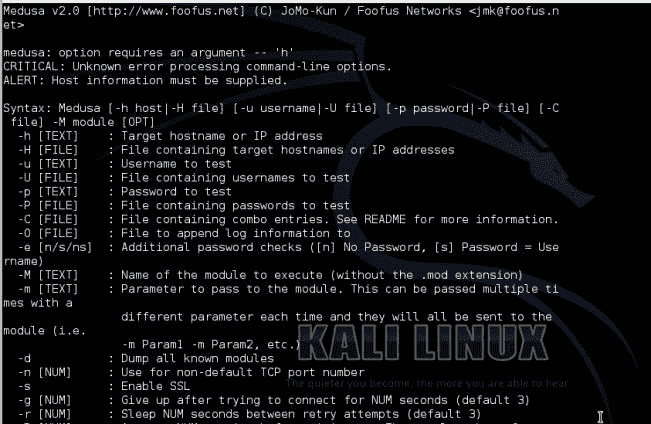 Medusa v2.0 [http://www.foofus.net] (C) JoMo-Kun / Foofus Networks <jmk@foofus.n
et>
medusa: option requires an argument -- 'h'
CRITICAL: Unknown error processing command-line options.
ALERT: Host information must be supplied.
Syntax: Medusa [-h host|-H file] [-u username|-U file] [-p password|-P file] [-C
 file] -M module [OPT]
  -h [TEXT]    : Target hostname or IP address
  -H [FILE]    : File containing target hostnames or IP addresses
  -u [TEXT]    : Username to test
  -U [FILE]    : File containing usernames to test
  -p [TEXT]    : Password to test
  -P [FILE]    : File containing passwords to test
  -C [FILE]    : File containing combo entries. See README for more information.
  -O [FILE]    : File to append log information to
  -e [n/s/ns]  : Additional password checks ([n] No Password, [s] Password = Use
rname)
  -M [TEXT]    : Name of the module to execute (without the .mod extension)
  -m [TEXT]    : Parameter to pass to the module. This can be passed multiple ti
mes with a
                 different parameter each time and they will all be sent to the
module (i.e.
                 -m Param1 -m Param2, etc.)
KALI LINUX
  -d           : Dump all known modules
  -n [NUM]     : Use for non-default TCP port number
  -s           : Enable SSL
The quieter you become, the more you are able to hear
  -g [NUM]     : Give up after trying to connect for NUM seconds (default 3)
  -r [NUM]     : Sleep NUM seconds between retry attempts (default 3)